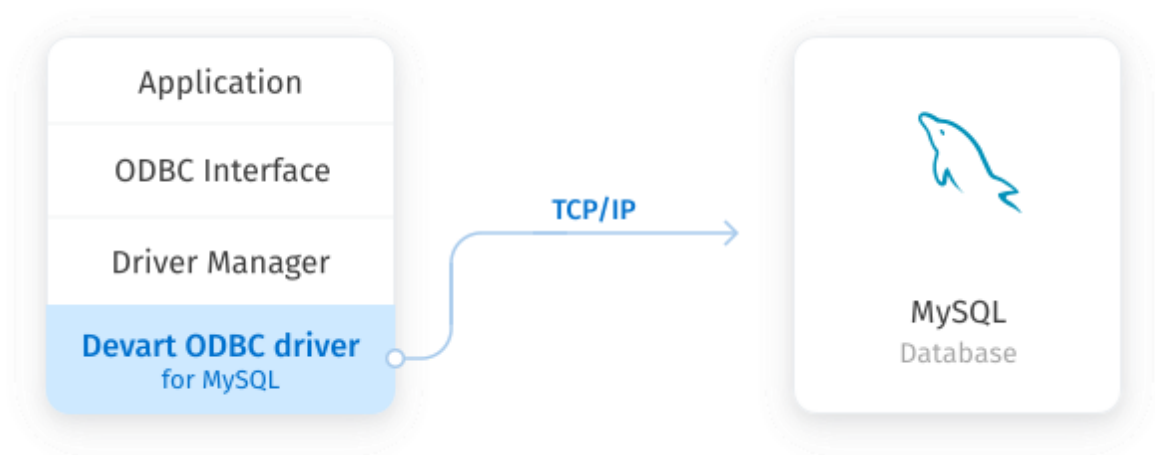 Application
ODBC Interface
Driver Manager
Devart ODBC driver
for MySQL
TCP/IP
MySQL
Database